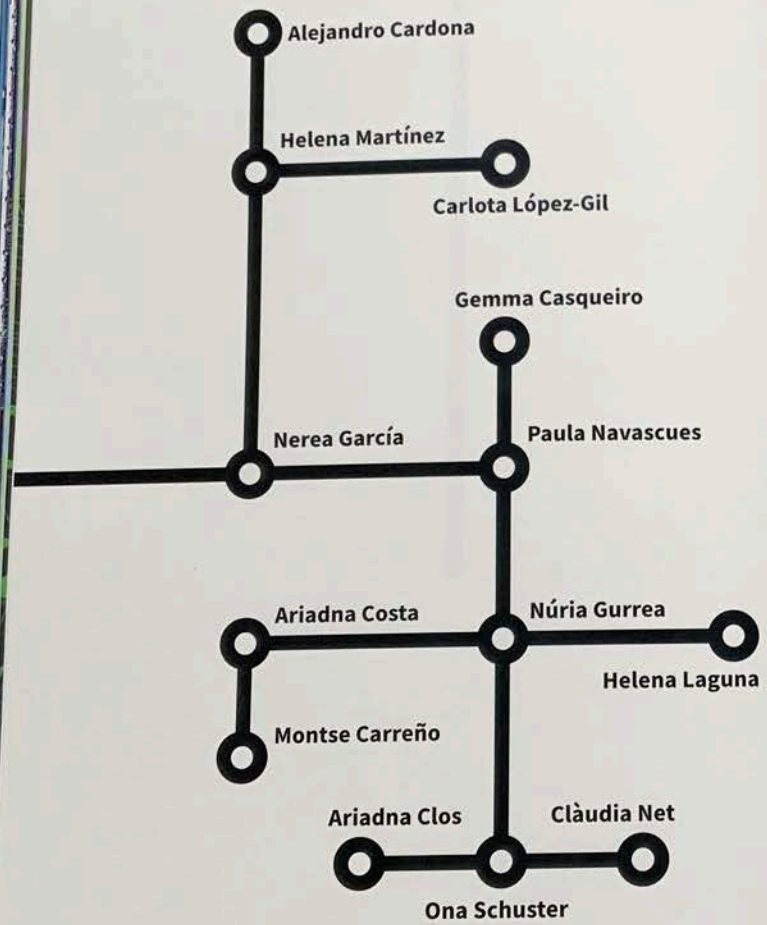 Alejandro Cardona
Helena Martínez
Carlota López-Gil
Gemma Casqueiro
Nerea García
Paula Navascues
Ariadna Costa
Núria Gurrea
Helena Laguna
Montse Carreño
Ariadna Clos
Clàudia Net
Ona Schuster